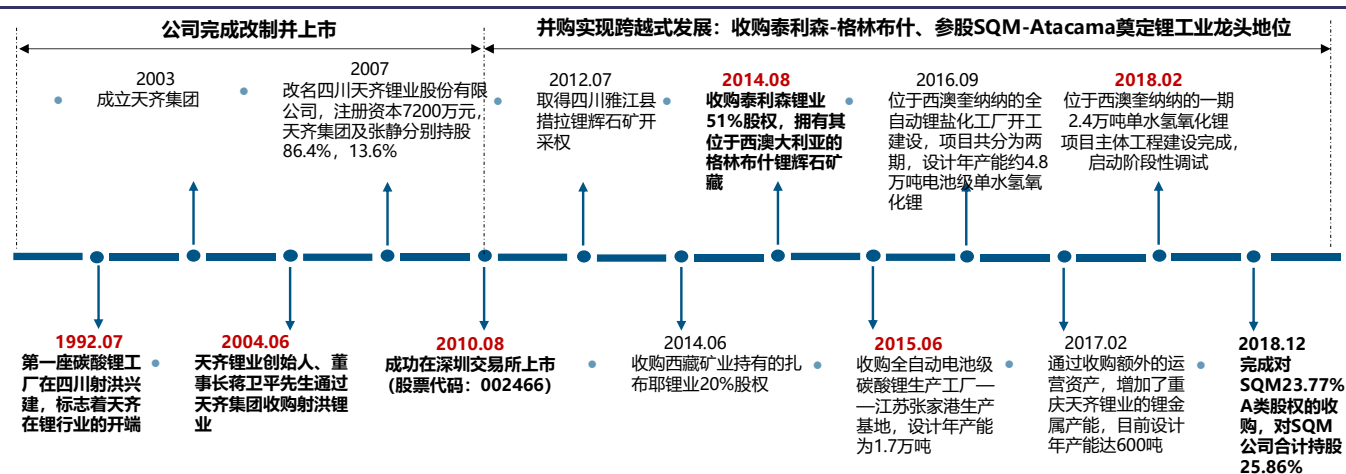 公司完成改制并上市
并购实现跨越式发展：收购泰利森-格林布什、参股SQM-Atacama奠定锂工业龙头地位
2003
成立天齐集团
2007
改名四川天齐锂业股份有限
公司，注册资本7200万元，
天齐集团及张静分别持股
86.4%，13.6%
2012.07
取得四川雅江县
措拉锂辉石矿开
采权
2014.08
收购泰利森锂业
51%股权，拥有其
位于西澳大利亚的
格林布什锂辉石矿
藏
2016.09
位于西澳奎纳纳的全
自动锂盐化工厂开工
建设，项目共分为两
期，设计年产能约4.8
万吨电池级单水氢氧
化锂
2018.02
位于西澳奎纳纳的一期
2.4万吨单水氢氧化锂
项目主体工程建设完成，
启动阶段性调试
1992.07
第一座碳酸锂工
厂在四川射洪兴
建，标志着天齐
在锂行业的开端
2004.06
天齐锂业创始人、董
事长蒋卫平先生通过
天齐集团收购射洪锂
业
2010.08
成功在深圳交易所上市
（股票代码：002466）
2014.06
收购西藏矿业持有的扎
布耶锂业20%股权
2015.06
收购全自动电池级
碳酸锂生产工厂—
—江苏张家港生产
基地，设计年产能
为1.7万吨
2017.02
通过收购额外的运
营资产，增加了重
庆天齐锂业的锂金
属产能，目前设计
年产能达600吨
2018.12
完成对
SQM23.77%
A类股权的收
购，对SQM
公司合计持股
25.86%